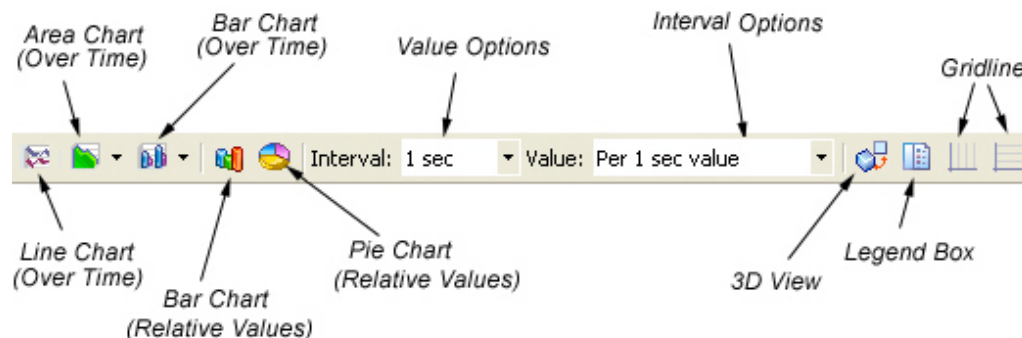 Area Chart
(Over Time)
Bar Chart
(Over Time)
Value Options
Interval Options
Gridline
Interval: 1 sec Value: Per 1 sec value
Line Chart
(Over Time)
Bar Chart
(Relative Values)
Pie Chart
(Relative Values)
3D View
Legend Box